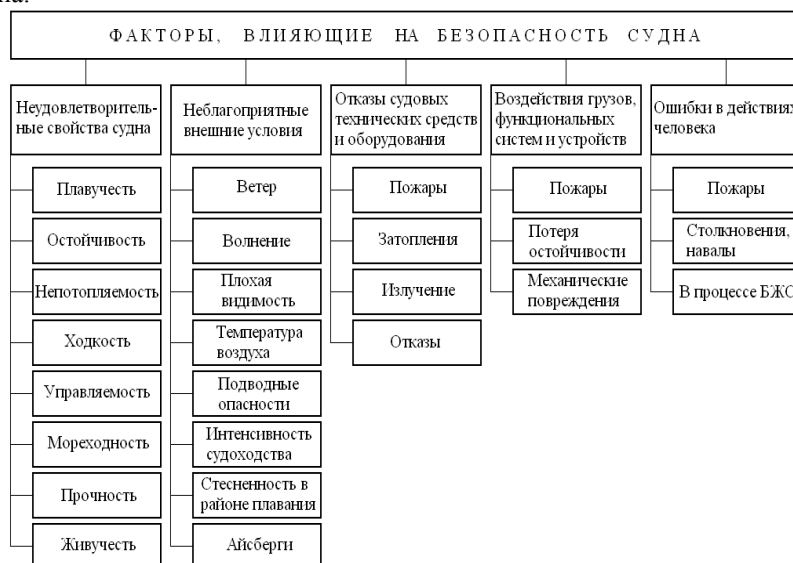 на.
ФАКТОРЫ, ВЛИЯЮЩИЕ НА БЕЗОПАСНОСТЬ СУДНА
Неудовлетворитель-
ные свойства судна
Плавучесть
Остойчивость
Непотопляемость
Ходкость
Управляемость
Мореходность
Прочность
Живучесть
Неблагоприятные
внешние условия
Ветер
Волнение
Плохая
видимость
Температура
воздуха
Подводные
опасности
Интенсивность
судоходства
Стесненность в
районе плавания
Айсберги
Отказы судовых
технических средств
и оборудования
Пожары
Затопления
Излучение
Отказы
Воздействия грузов,
функциональных
систем и устройств
Пожары
Потеря
остойчивости
Механические
повреждения
Ошибки в действиях
человека
Пожары
Столкновения,
навалы
В процессе БЖО